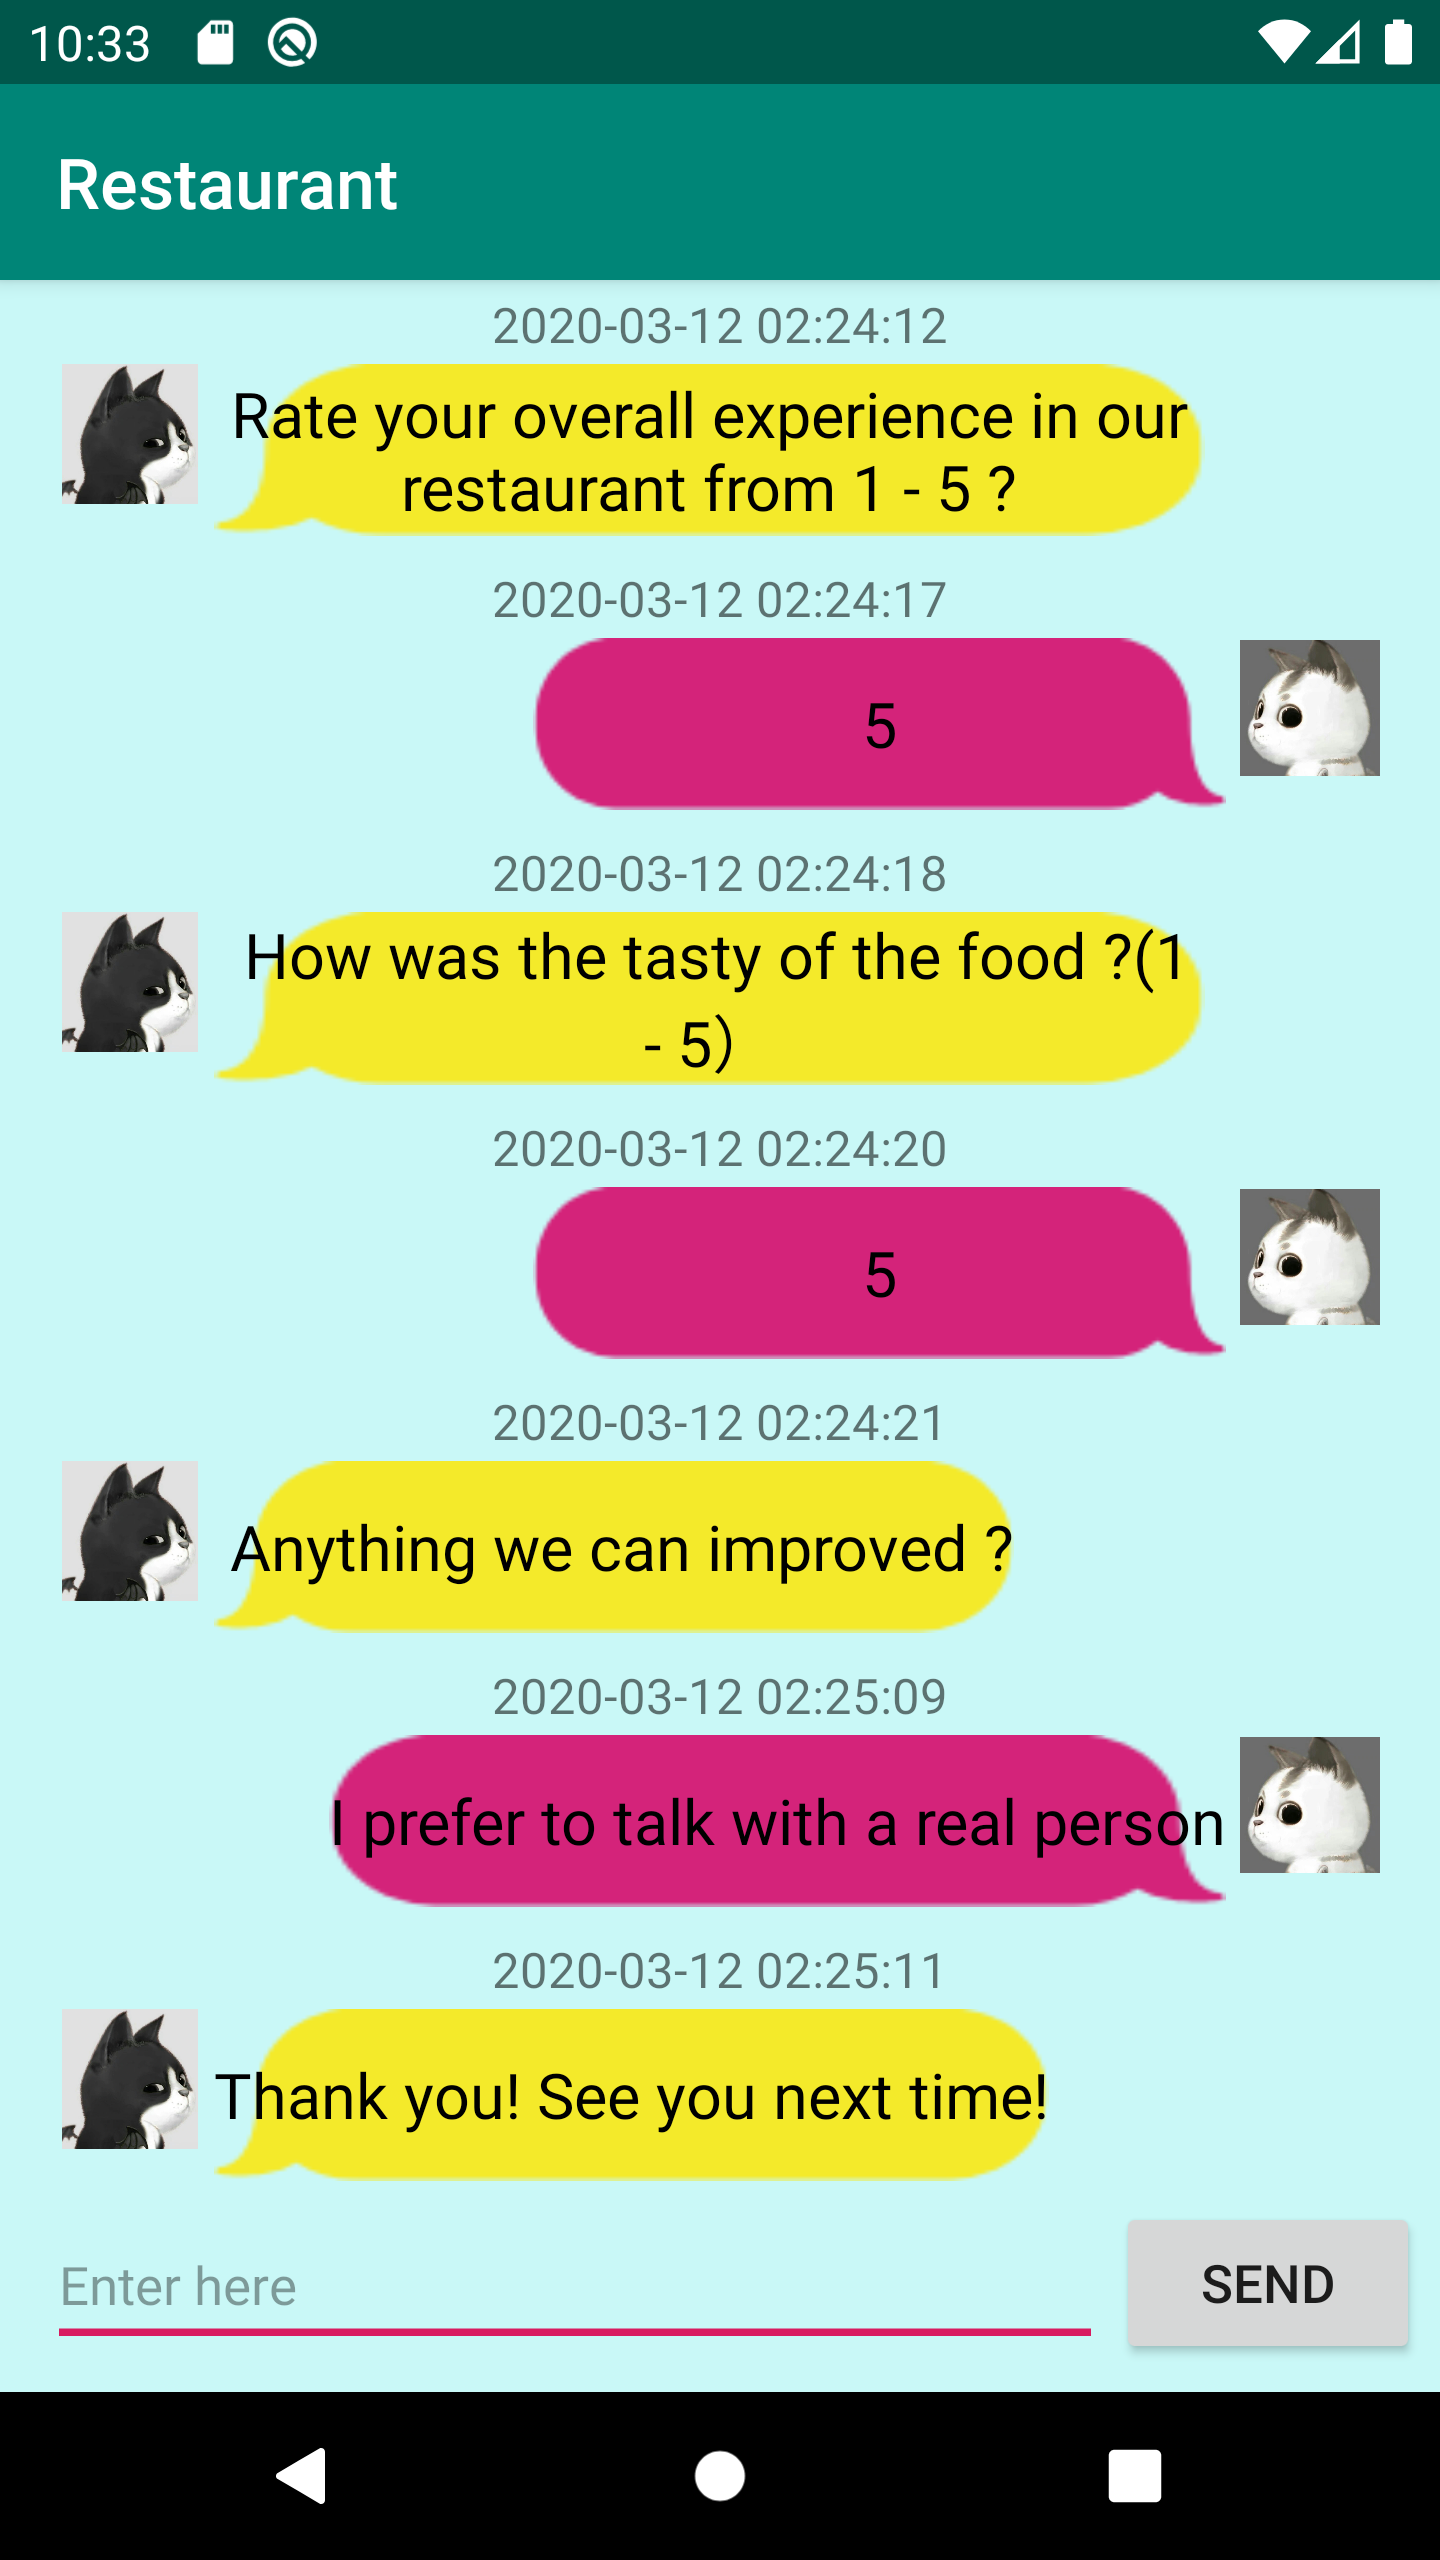 10:33
Restaurant
2020-03-12 02:24:12
Rate your overall experience in our
restaurant from 1 - 5 ?
2020-03-12 02:24:17
5
2020-03-12 02:24:18
How was the tasty of the food ?(1
- 5)
2020-03-12 02:24:20
5
2020-03-12 02:24:21
Anything we can improved ?
2020-03-12 02:25:09
I prefer to talk with a real person
2020-03-12 02:25:11
Thank you! See you next time!
Enter here
SEND